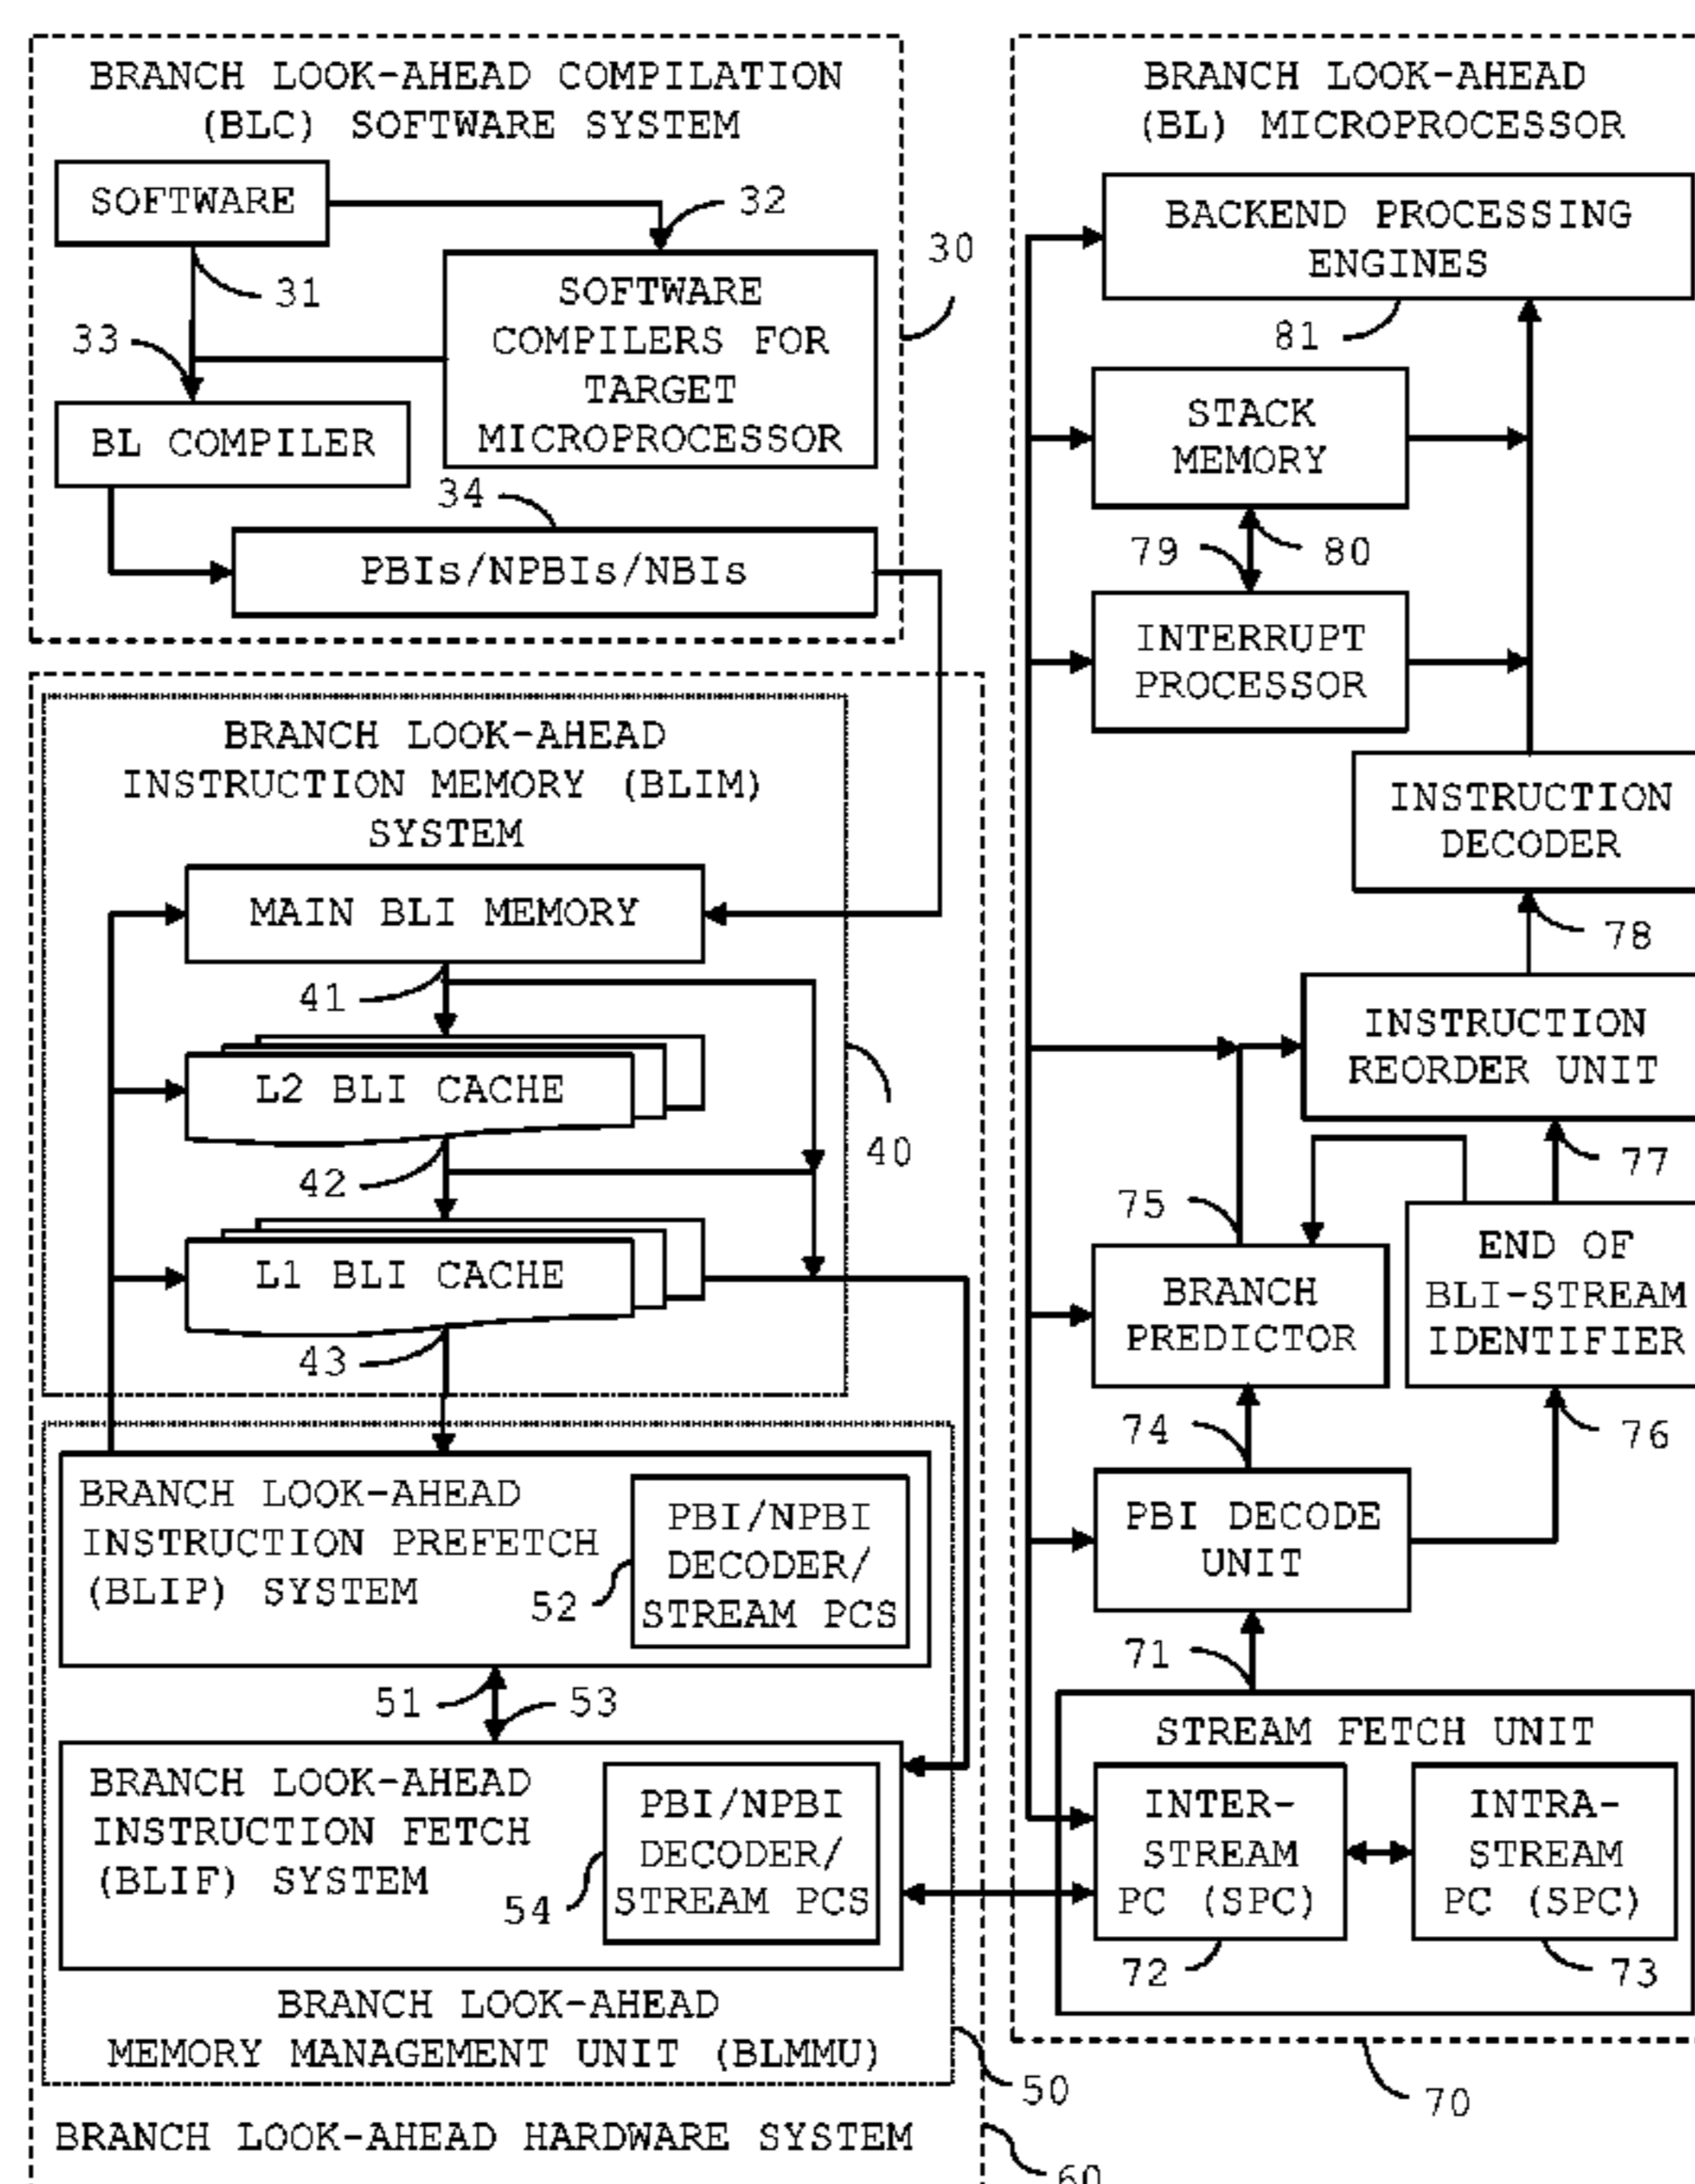 BRANCH LOOK-AHEAD COMPILATION
(BLC) SOFTWARE SYSTEM
SOFTWARE
32
31
30
33
SOFTWARE
COMPILERS FOR
TARGET
MICROPROCESSOR
BL COMPILER
34
PBIs/NPBIs/NBIs
BRANCH LOOK-AHEAD
INSTRUCTION MEMORY (BLIM)
SYSTEM
MAIN BLI MEMORY
41
L2 BLI CACHE
40
42
L1 BLI CACHE
43
BRANCH LOOK-AHEAD
INSTRUCTION PREFETCH
(BLIP) SYSTEM
52
PBI/NPBI
DECODER/
STREAM PCS
51
53
BRANCH LOOK-AHEAD
INSTRUCTION FETCH
(BLIF) SYSTEM
54
PBI/NPBI
DECODER/
STREAM PCS
BRANCH LOOK-AHEAD
MEMORY MANAGEMENT UNIT (BLMMU)
50
BRANCH LOOK-AHEAD HARDWARE SYSTEM
60
BRANCH LOOK-AHEAD
(BL) MICROPROCESSOR
BACKEND PROCESSING
ENGINES
81
STACK
MEMORY
79
80
INTERRUPT
PROCESSOR
INSTRUCTION
DECODER
78
INSTRUCTION
REORDER UNIT
77
75
BRANCH
PREDICTOR
END OF
BLI-STREAM
IDENTIFIER
74
76
PBI DECODE
UNIT
71
STREAM FETCH UNIT
INTER-
STREAM
PC (SPC)
INTRA-
STREAM
PC (SPC)
72
73
70